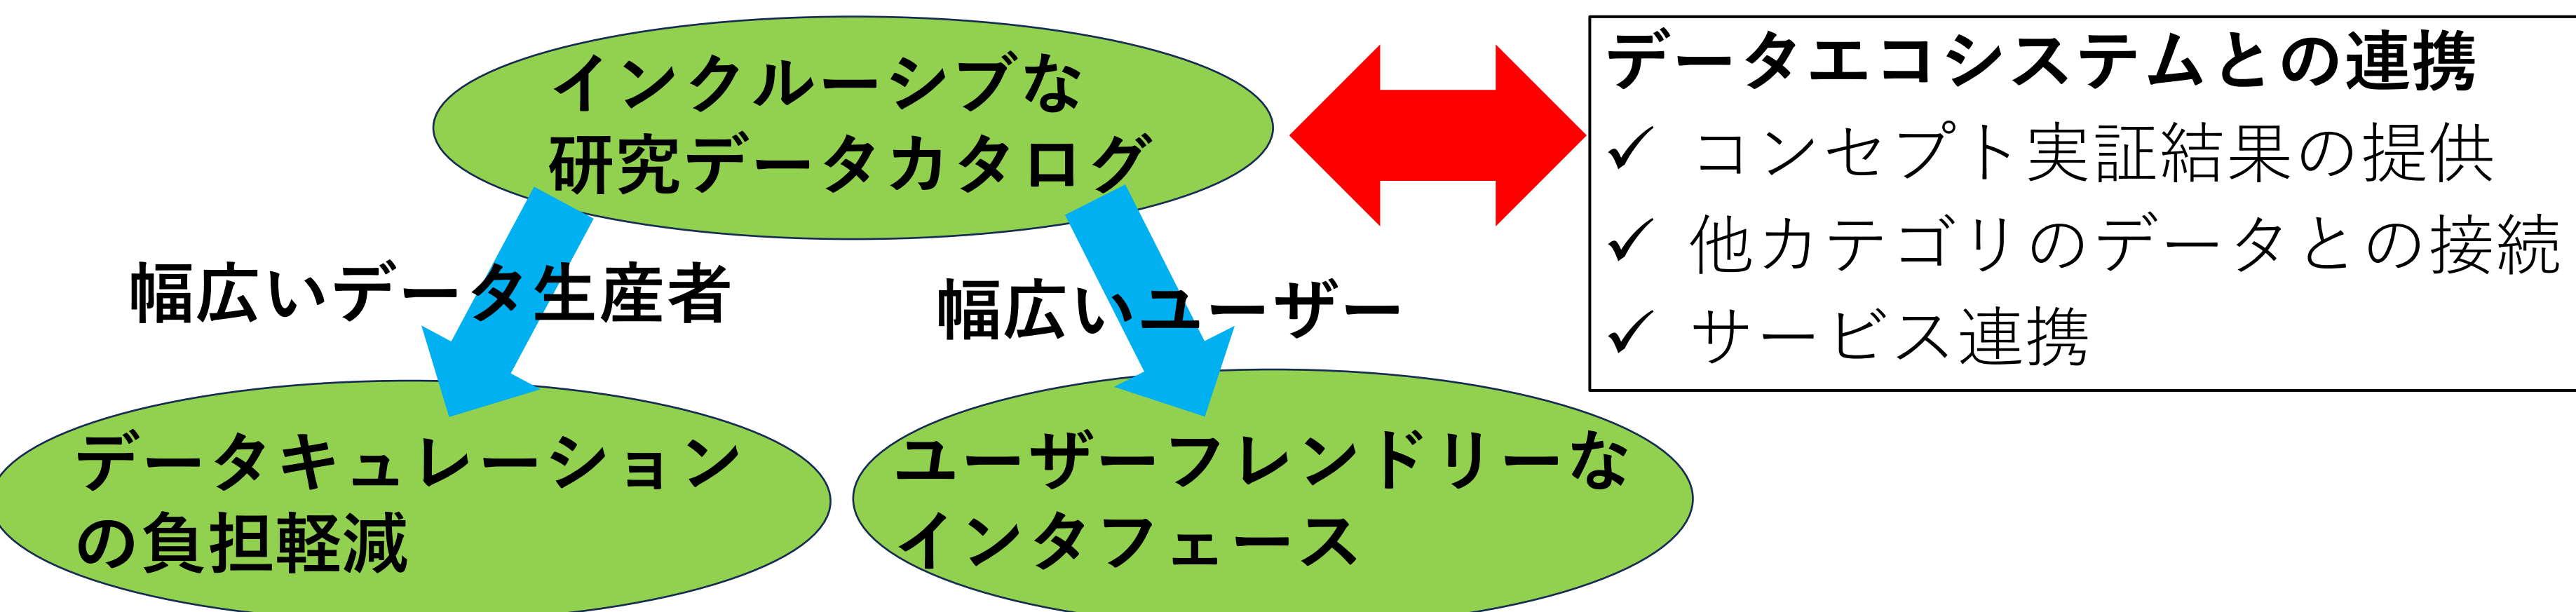 インクルーシブな
研究データカタログ
データエコシステムとの連携
✓ コンセプト実証結果の提供
✓ 他カテゴリのデータとの接続
✓ サービス連携
幅広いデータ生産者
幅広いユーザー
データキュレーション
の負担軽減
ユーザーフレンドリーな
インタフェース